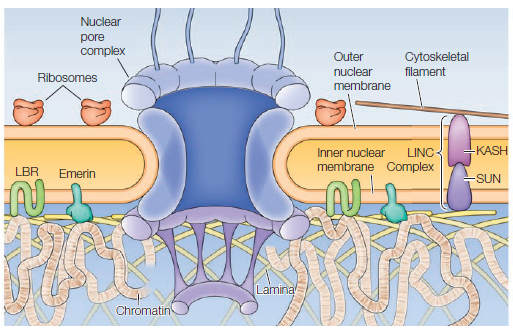 Nuclear
pore
complex
Ribosomes
Outer
nuclear
membrane
Cytoskeletal
filament
Inner nuclear
membrane
LINC
Complex
KASH
SUN
LBR
Emerin
Lamina
Chromatin